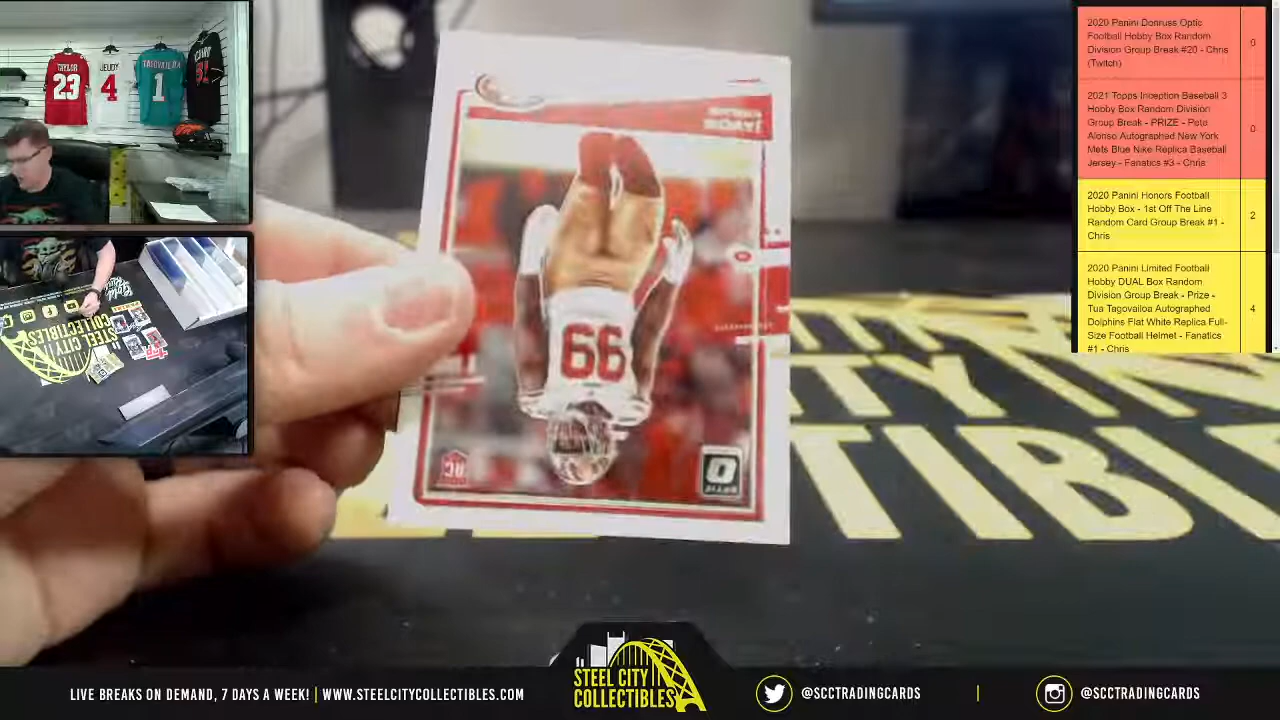 TAYLOR
23
JEUDY
4
TAGOVAILOA
1
2020 Panini Donruss Optic
Football Hobby Box Random
Division Group Break #20 - Chris
(Twitch)
0
2021 Topps Inception Baseball 3
Hobby Box Random Division
Group Break - PRIZE - Pete
Alonso Autographed New York
Mets Blue Nike Replica Baseball
Jersey - Fanatics #3 - Chris
0
2020 Panini Honors Football
Hobby Box - 1st Off The Line
Random Card Group Break #1 -
Chris
2
2020 Panini Limited Football
Hobby DUAL Box Random
Division Group Break - Prize -
Tua Tagovailoa Autographed
Dolphins Flat White Replica Full-
Size Football Helmet - Fanatics
#1 - Chris
4
STEEL CITY
COLLECTIBLES
LIVE BREAKS ON DEMAND, 7 DAYS A WEEK! | WWW.STEELCITYCOLLECTIBLES.COM
STEEL CITY
COLLECTIBLES
@SCCTRADINGCARDS | @SCCTRADINGCARDS